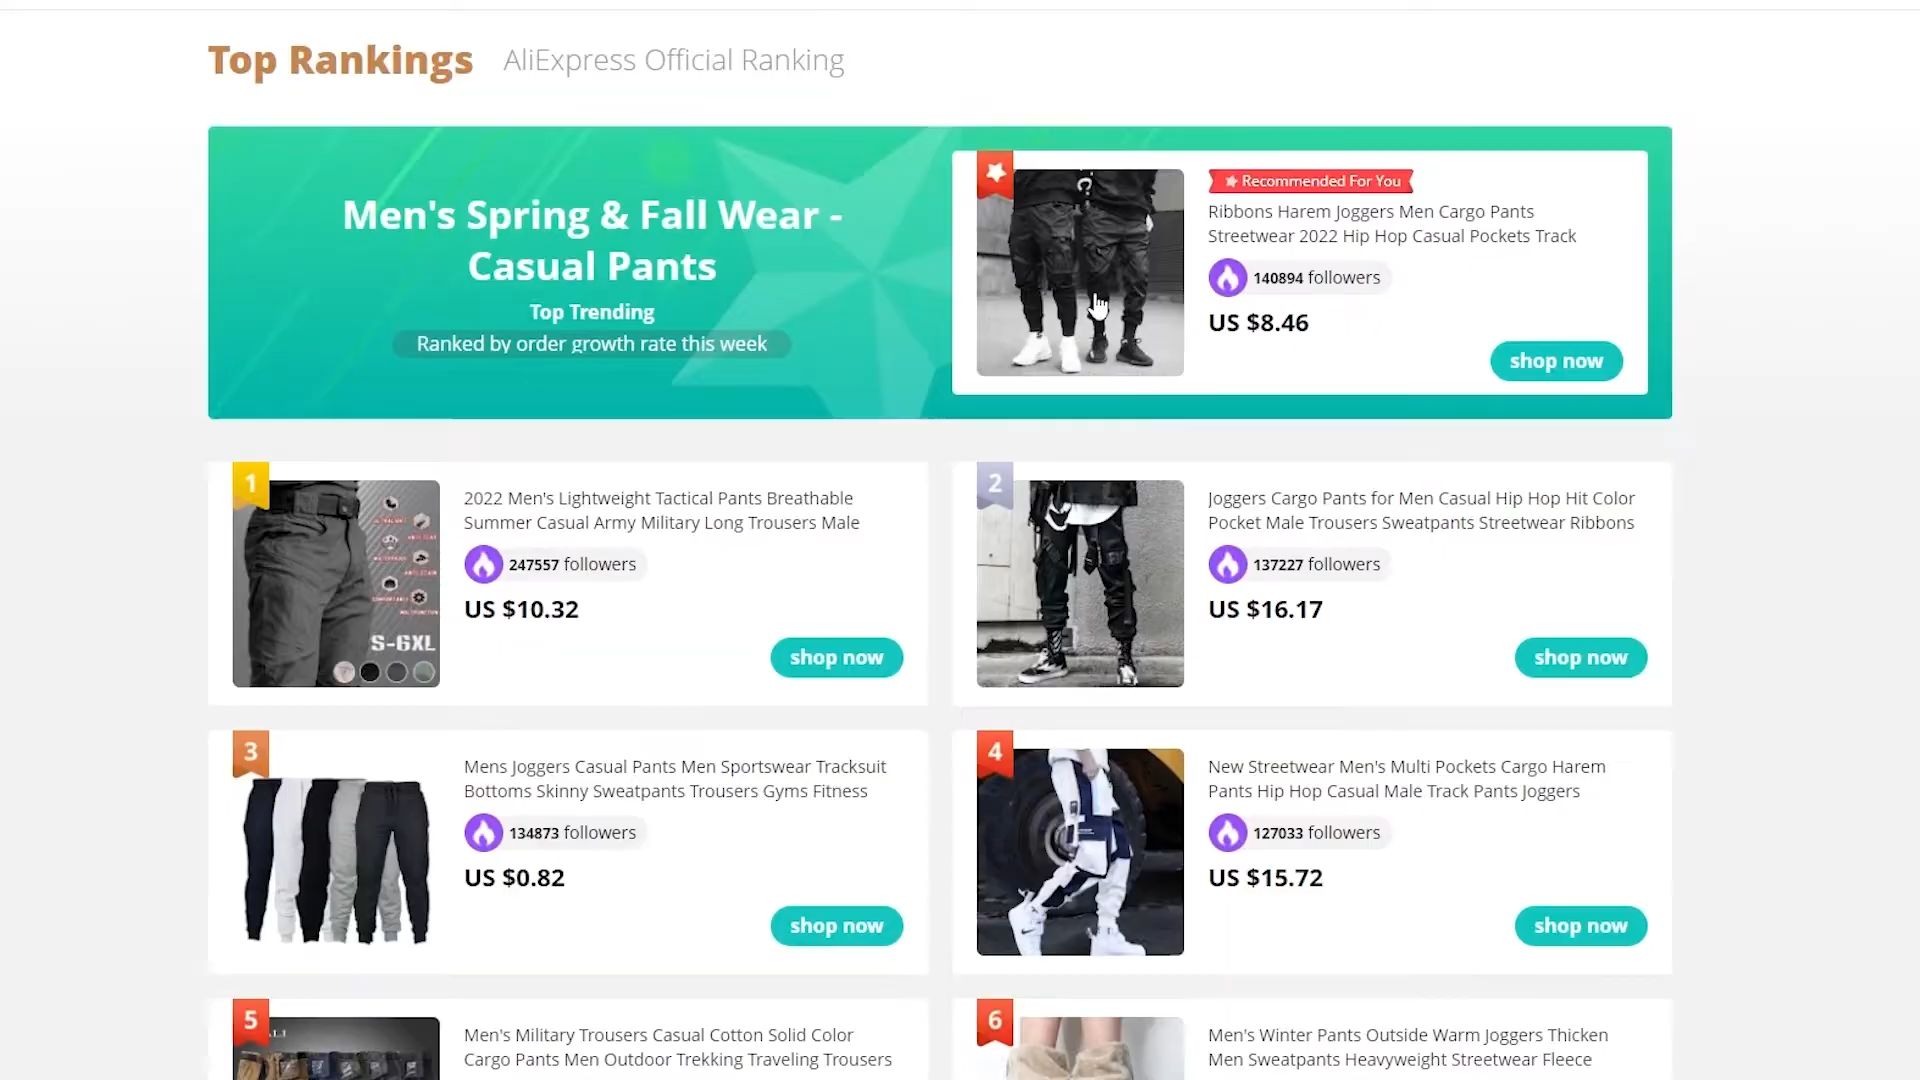 Top Rankings AliExpress Official Ranking
Men's Spring & Fall Wear -
Casual Pants
Top Trending
Ranked by order growth rate this week
Recommended For You
Ribbons Harem Joggers Men Cargo Pants
Streetwear 2022 Hip Hop Casual Pockets Track
140894 followers
US $8.46
shop now
1
2022 Men's Lightweight Tactical Pants Breathable
Summer Casual Army Military Long Trousers Male
247557 followers
US $10.32
shop now
S-6XL
2
Joggers Cargo Pants for Men Casual Hip Hop Hit Color
Pocket Male Trousers Sweatpants Streetwear Ribbons
137227 followers
US $16.17
shop now
3
Mens Joggers Casual Pants Men Sportswear Tracksuit
Bottoms Skinny Sweatpants Trousers Gyms Fitness
134873 followers
US $0.82
shop now
4
New Streetwear Men's Multi Pockets Cargo Harem
Pants Hip Hop Casual Male Track Pants Joggers
127033 followers
US $15.72
shop now
5
Men's Military Trousers Casual Cotton Solid Color
Cargo Pants Men Outdoor Trekking Traveling Trousers
6
Men's Winter Pants Outside Warm Joggers Thicken
Men Sweatpants Heavyweight Streetwear Fleece